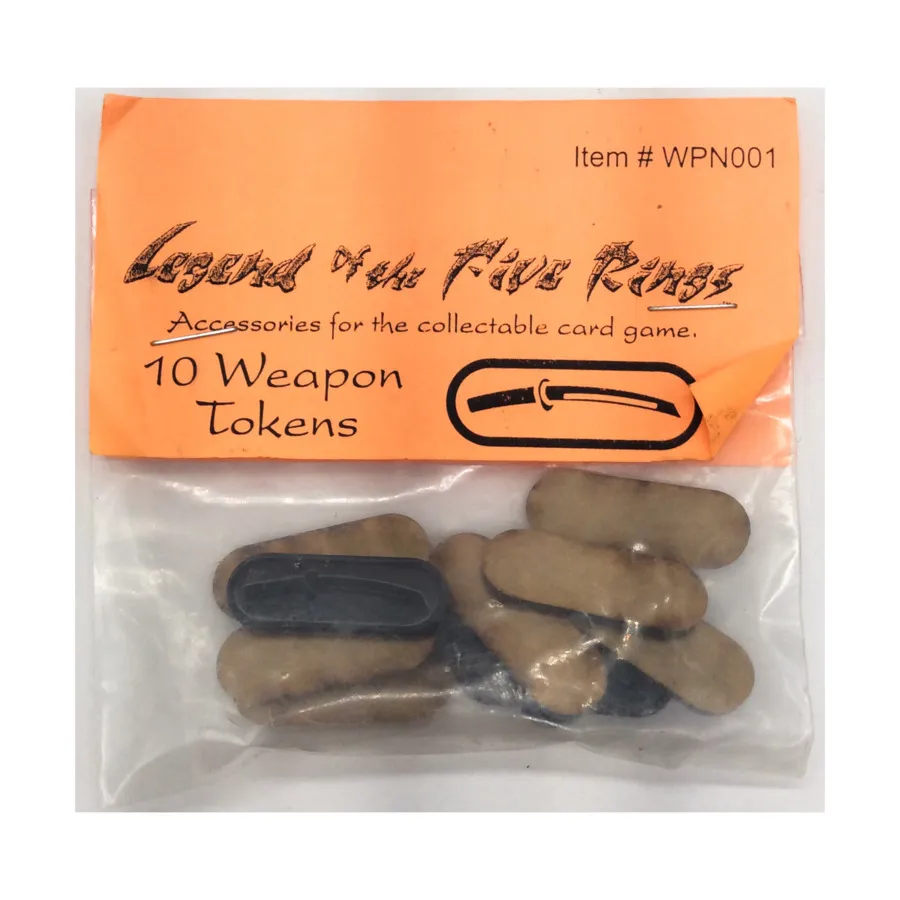 Item # WPN001
Legend of the Five Rings
Accessories for the collectable card game.
10 Weapon
Tokens